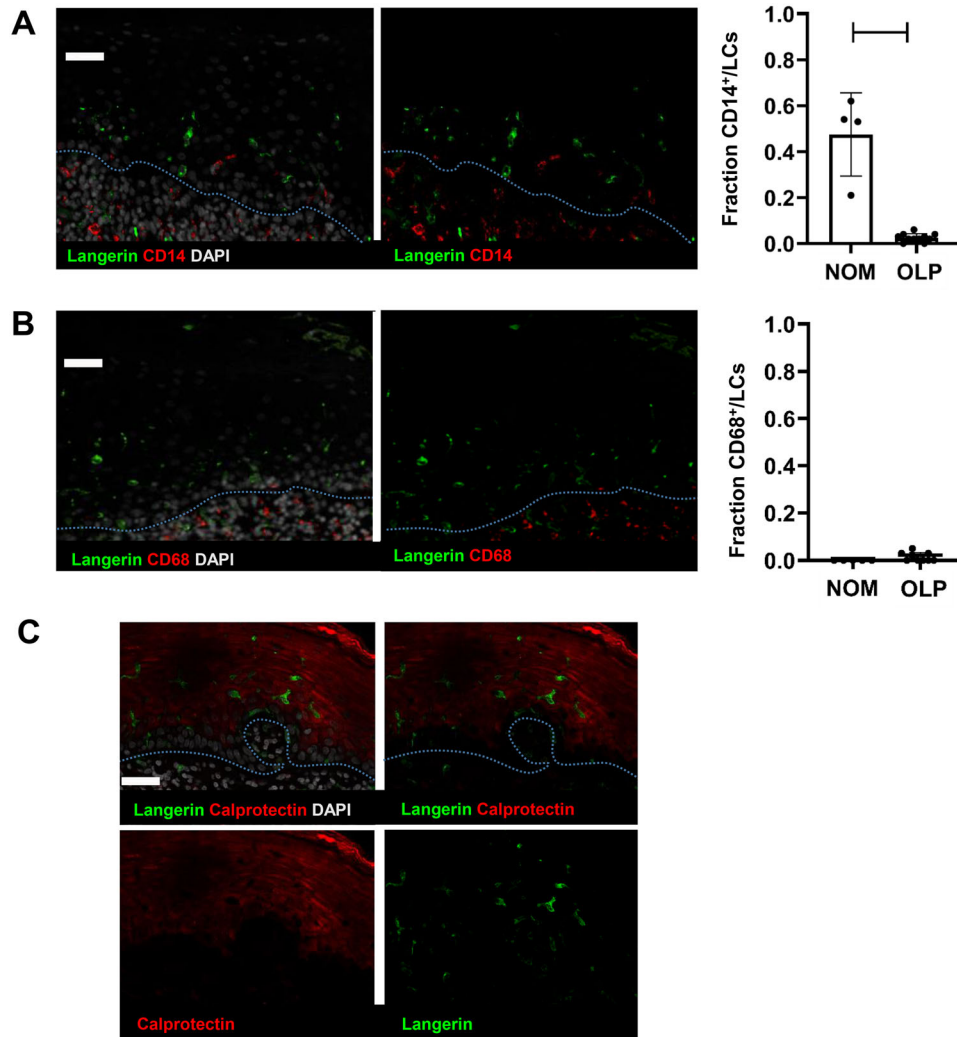 A
Langerin CD14 DAPI
Langerin CD14
Fraction CD14⁺/LCs
1.0
0.8
0.6
0.4
0.2
0.0
NOM OLP
B
Langerin CD68 DAPI
Langerin CD68
Fraction CD68⁺/LCs
1.0
0.8
0.6
0.4
0.2
0.0
NOM OLP
C
Langerin Calprotectin DAPI
Langerin Calprotectin
Calprotectin
Langerin